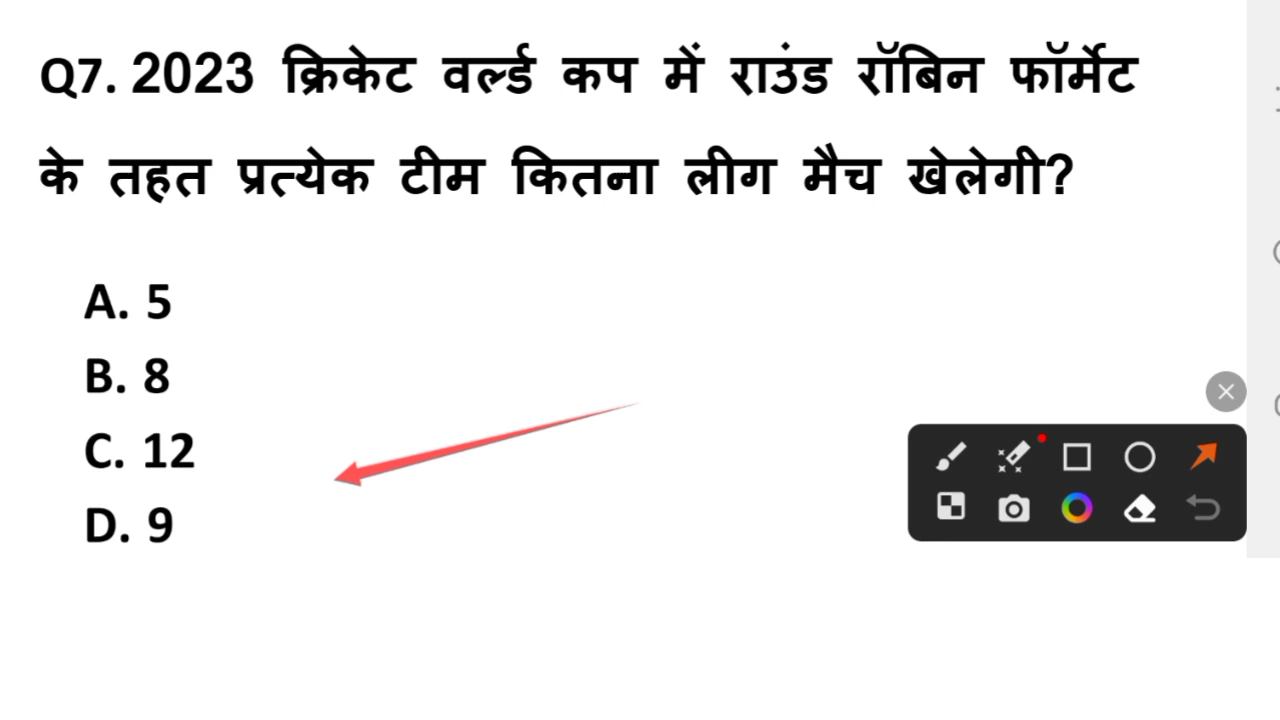 Q7. 2023 क्रिकेट वर्ल्ड कप में राउंड रॉबिन फॉर्मेट
के तहत प्रत्येक टीम कितना लीग मैच खेलेगी?
A. 5
B. 8
C. 12
D. 9